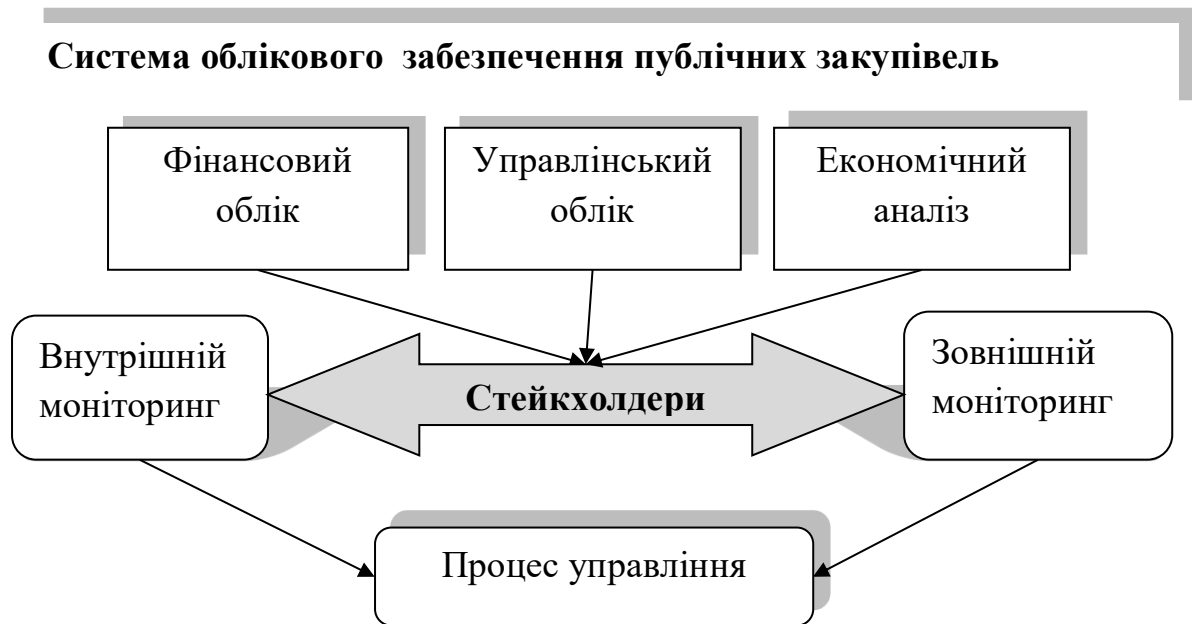 Система облікового забезпечення публічних закупівель
Фінансовий
облік
Управлінський
облік
Економічний
аналіз
Внутрішній
моніторинг
Стейкхолдери
Зовнішній
моніторинг
Процес управління